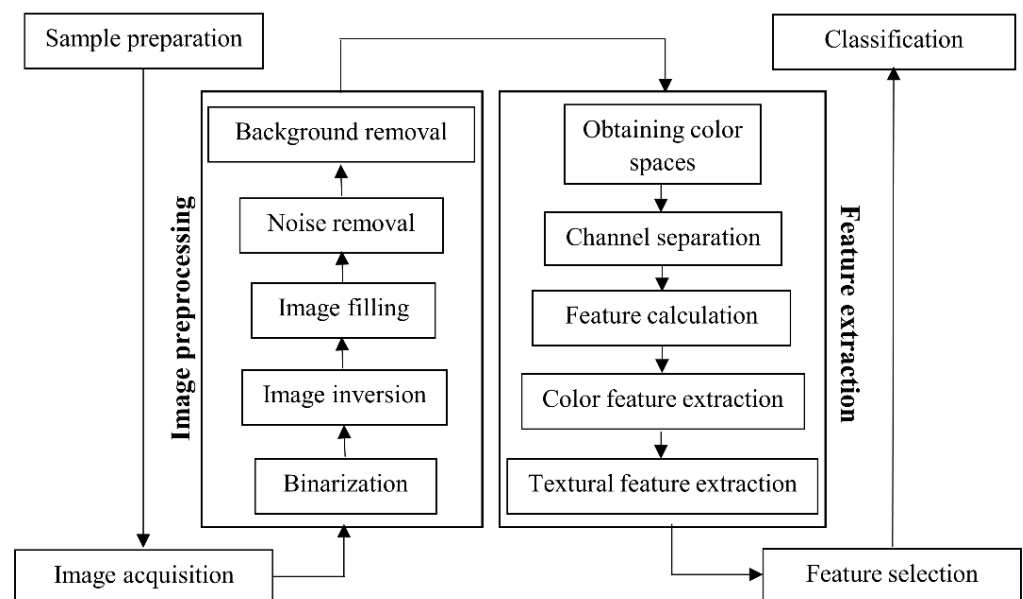 Sample preparation
Classification
Image preprocessing
Background removal
Noise removal
Image filling
Image inversion
Binarization
Obtaining color
spaces
Channel separation
Feature calculation
Color feature extraction
Textural feature extraction
Feature extraction
Image acquisition
Feature selection